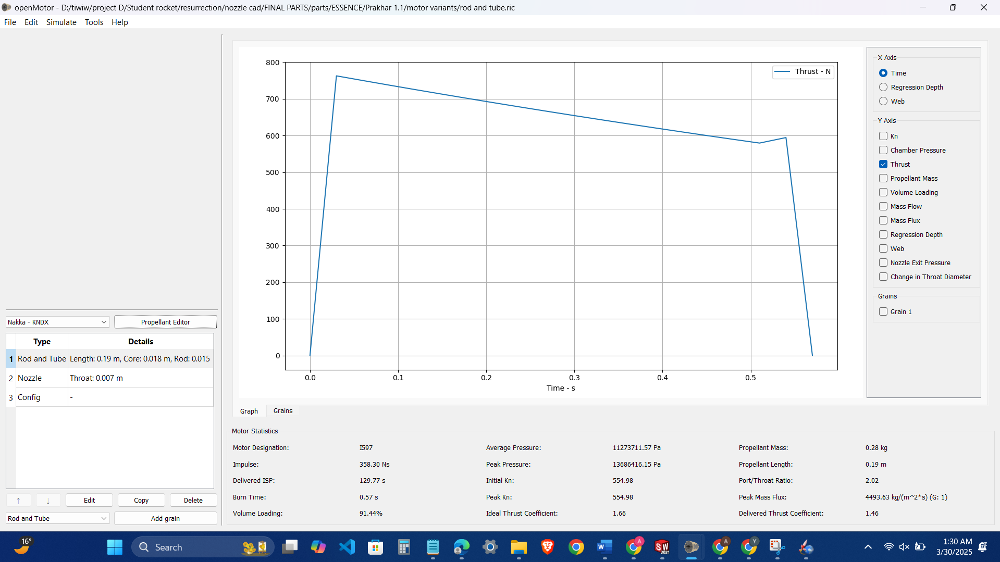 openMotor - D:/tiwiw/project D/Student rocket/resurrection/nozzle cad/FINAL PARTS/parts/ESSENCE/Prakhar 1.1/motor variants/rod and tube.ric
File Edit Simulate Tools Help
Nakka - KNDX
Propellant Editor
Type Details
1 Rod and Tube Length: 0.19 m, Core: 0.018 m, Rod: 0.015
2 Nozzle Throat: 0.007 m
3 Config -
↑ ↓ Edit Copy Delete
Rod and Tube Add grain
800
700
600
500
400
300
200
100
0
Thrust - N
0.0 0.1 0.2 0.3 0.4 0.5
Time - s
X Axis
Time
Regression Depth
Web
Y Axis
Kn
Chamber Pressure
Thrust
Propellant Mass
Volume Loading
Mass Flow
Mass Flux
Regression Depth
Web
Nozzle Exit Pressure
Change in Throat Diameter
Grains
Grain 1
Graph Grains
Motor Statistics
Motor Designation: I597 Average Pressure: 11273711.57 Pa Propellant Mass: 0.28 kg
Impulse: 358.30 Ns Peak Pressure: 13686416.15 Pa Propellant Length: 0.19 m
Delivered ISP: 129.77 s Initial Kn: 554.98 Port/Throat Ratio: 2.02
Burn Time: 0.57 s Peak Kn: 554.98 Peak Mass Flux: 4493.63 kg/(m^2*s) (G: 1)
Volume Loading: 91.44% Ideal Thrust Coefficient: 1.66 Delivered Thrust Coefficient: 1.46
16°
Search
A
SW
2021
A
Y
1:30 AM
3/30/2025